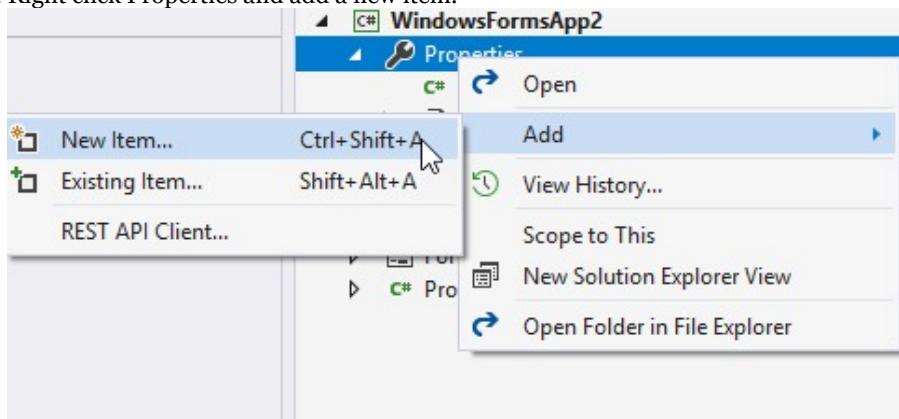 Right click Properties and add a new item.
C# WindowsFormsApp2
Properties
C#
Open
New Item... Ctrl+Shift+A
Add
Existing Item... Shift+Alt+A
View History...
REST API Client...
Scope to This
New Solution Explorer View
C# Pro
Open Folder in File Explorer